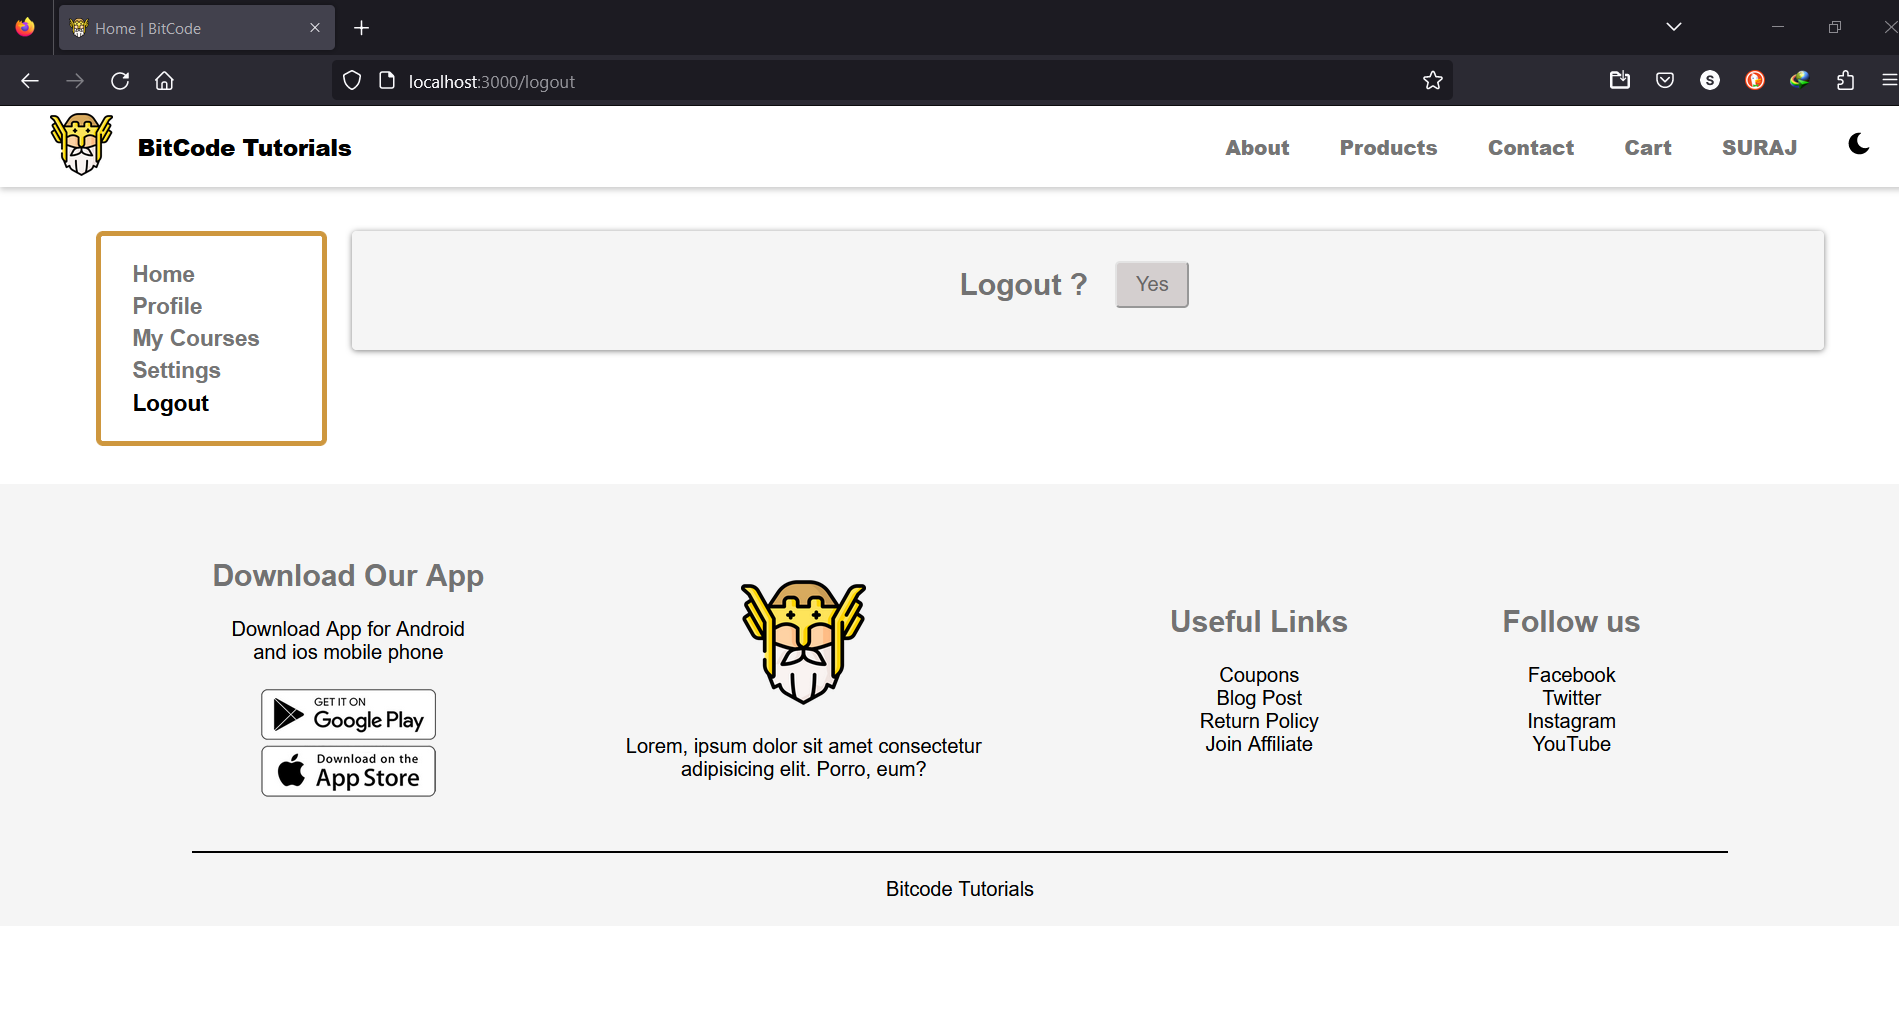 Home | BitCode
localhost:3000/logout
S
BitCode Tutorials
About
Products
Contact
Cart
SURAJ
Home
Profile
My Courses
Settings
Logout
Logout ?
Yes
Download Our App
Download App for Android
and ios mobile phone
GET IT ON
Google Play
Download on the
App Store
Lorem, ipsum dolor sit amet consectetur
adipisicing elit. Porro, eum?
Useful Links
Coupons
Blog Post
Return Policy
Join Affiliate
Follow us
Facebook
Twitter
Instagram
YouTube
Bitcode Tutorials